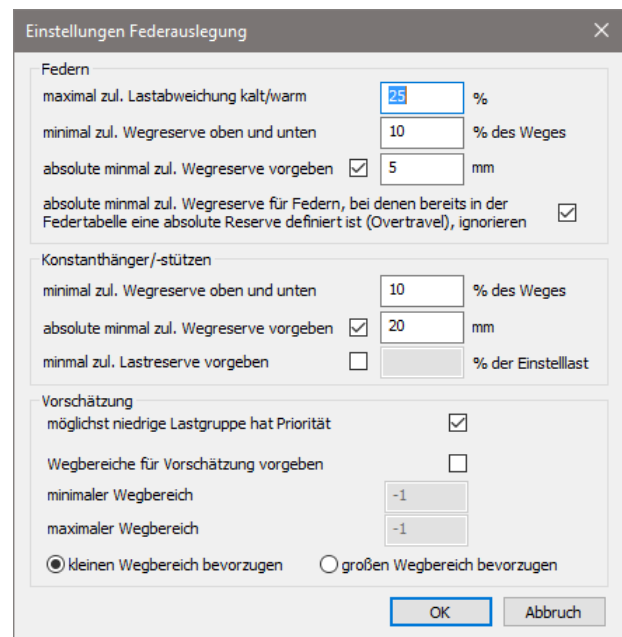 Einstellungen Federauslegung
Federn
maximal zul. Lastabweichung kalt/warm 25 %
minimal zul. Wegreserve oben und unten 10 % des Weges
absolute minmal zul. Wegreserve vorgeben 5 mm
absolute minmal zul. Wegreserve für Federn, bei denen bereits in der
Federtabelle eine absolute Reserve definiert ist (Overtravel), ignorieren
Konstanthänger/-stützen
minimal zul. Wegreserve oben und unten 10 % des Weges
absolute minmal zul. Wegreserve vorgeben 20 mm
minmal zul. Lastreserve vorgeben % der Einstelllast
Vorschätzung
möglichst niedrige Lastgruppe hat Priorität
Wegbereiche für Vorschätzung vorgeben
minimaler Wegbereich -1
maximaler Wegbereich -1
kleinen Wegbereich bevorzugen großen Wegbereich bevorzugen
OK Abbruch